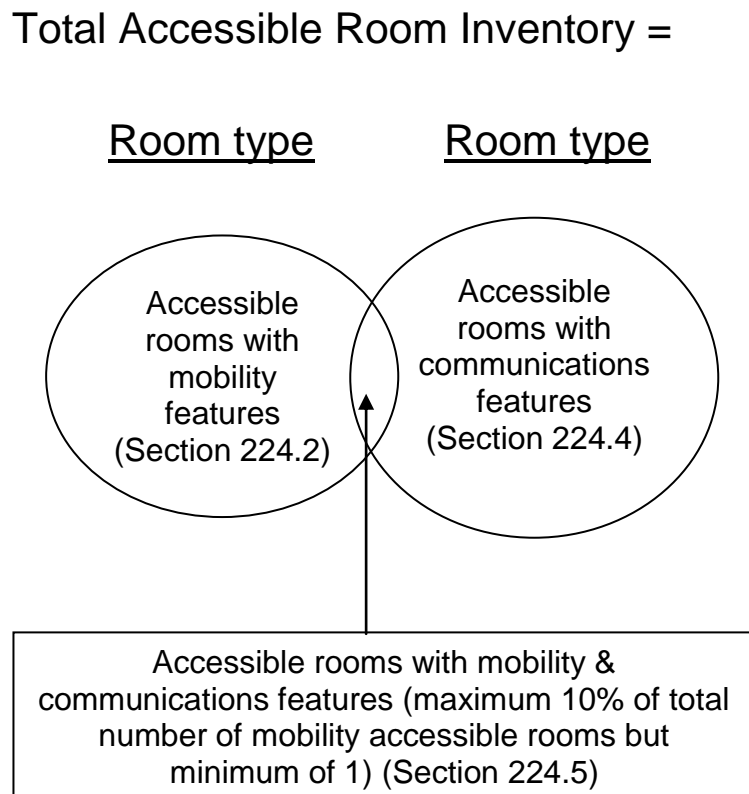 Total Accessible Room Inventory =
Room type
Room type
Accessible
rooms with
mobility
features
(Section 224.2)
Accessible
rooms with
communications
features
(Section 224.4)
Accessible rooms with mobility &
communications features (maximum 10% of total
number of mobility accessible rooms but
minimum of 1) (Section 224.5)